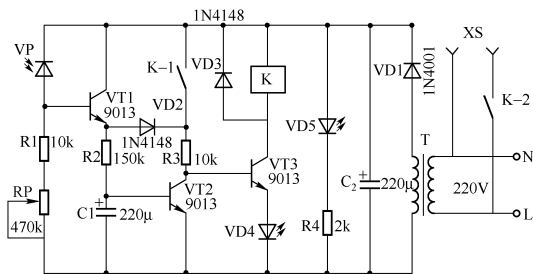 1N4148
XS
VP
K-1
VD3
K
VD1
1N4001
K-2
VT1
9013
VD2
VD5
1N4148
T
R1
10k
R2
150k
R3
10k
VT3
9013
N
RP
470k
C1
+
220μ
VT2
9013
VD4
R4
2k
C2
+
220μ
220V
L